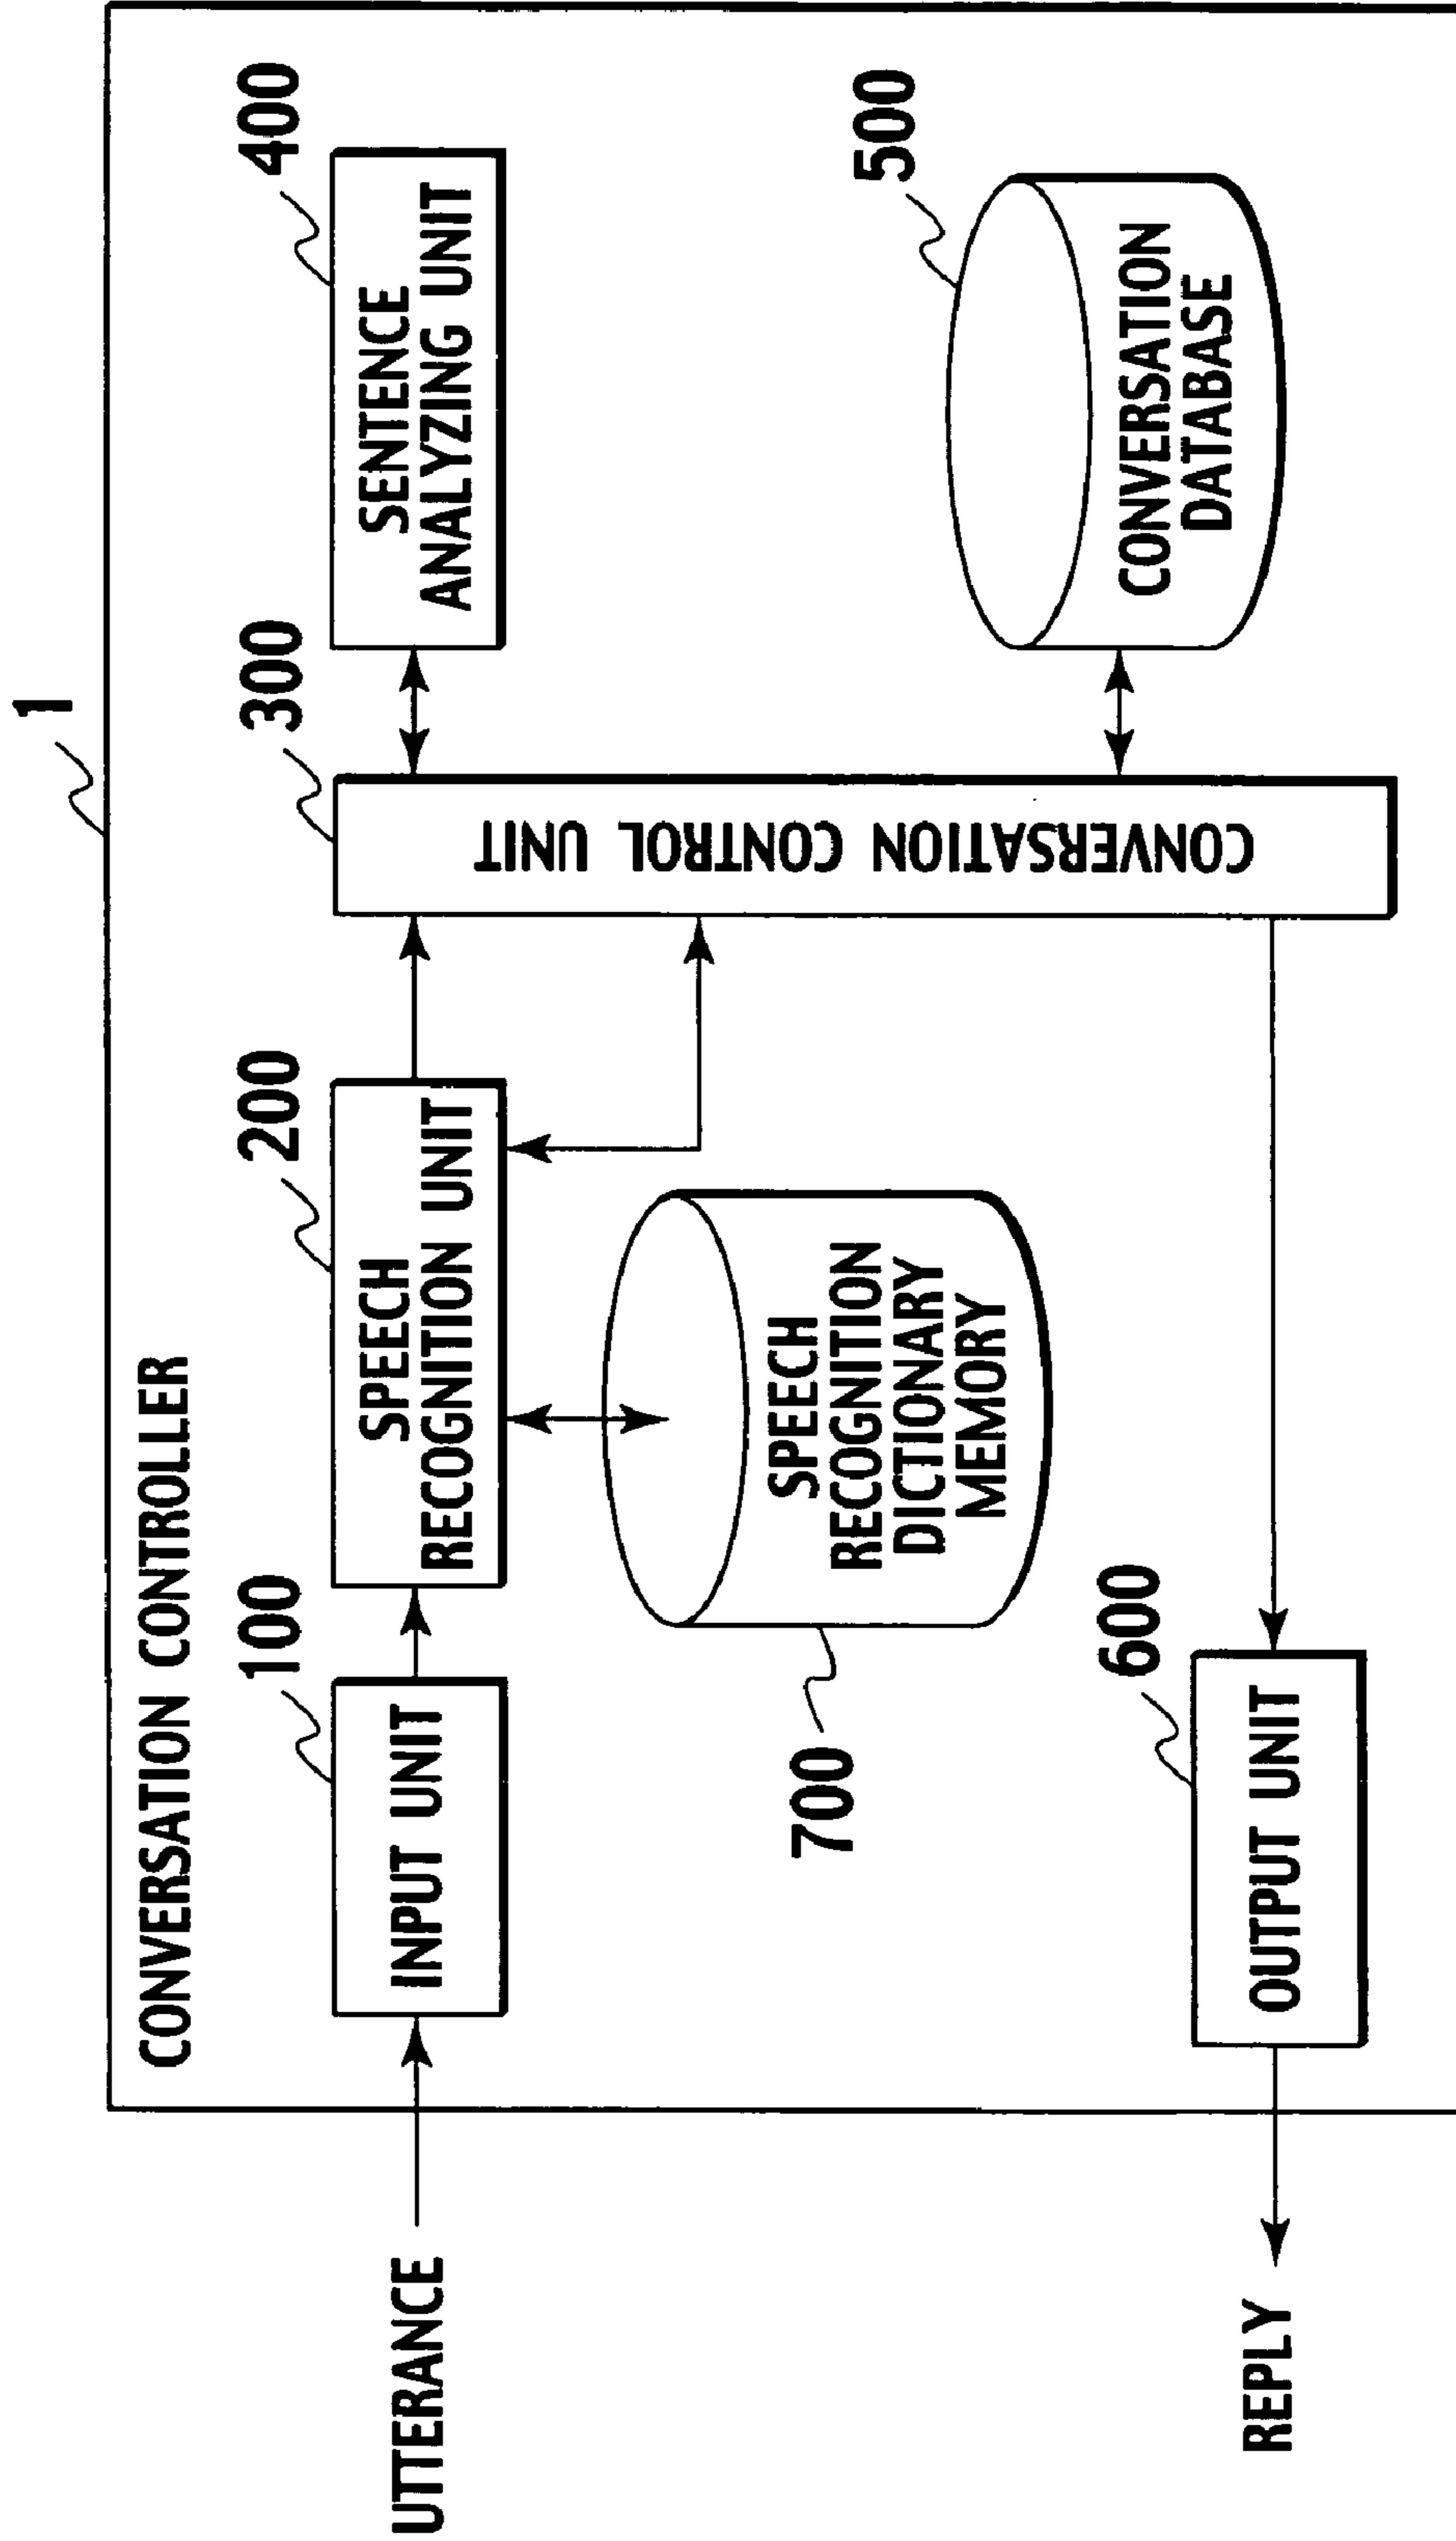 1
CONVERSATION CONTROLLER
100
200
300
400
UTTERANCE
INPUT UNIT
SPEECH
RECOGNITION UNIT
CONVERSATION CONTROL UNIT
SENTENCE
ANALYZING UNIT
700
SPEECH
RECOGNITION
DICTIONARY
MEMORY
500
CONVERSATION
DATABASE
600
REPLY
OUTPUT UNIT